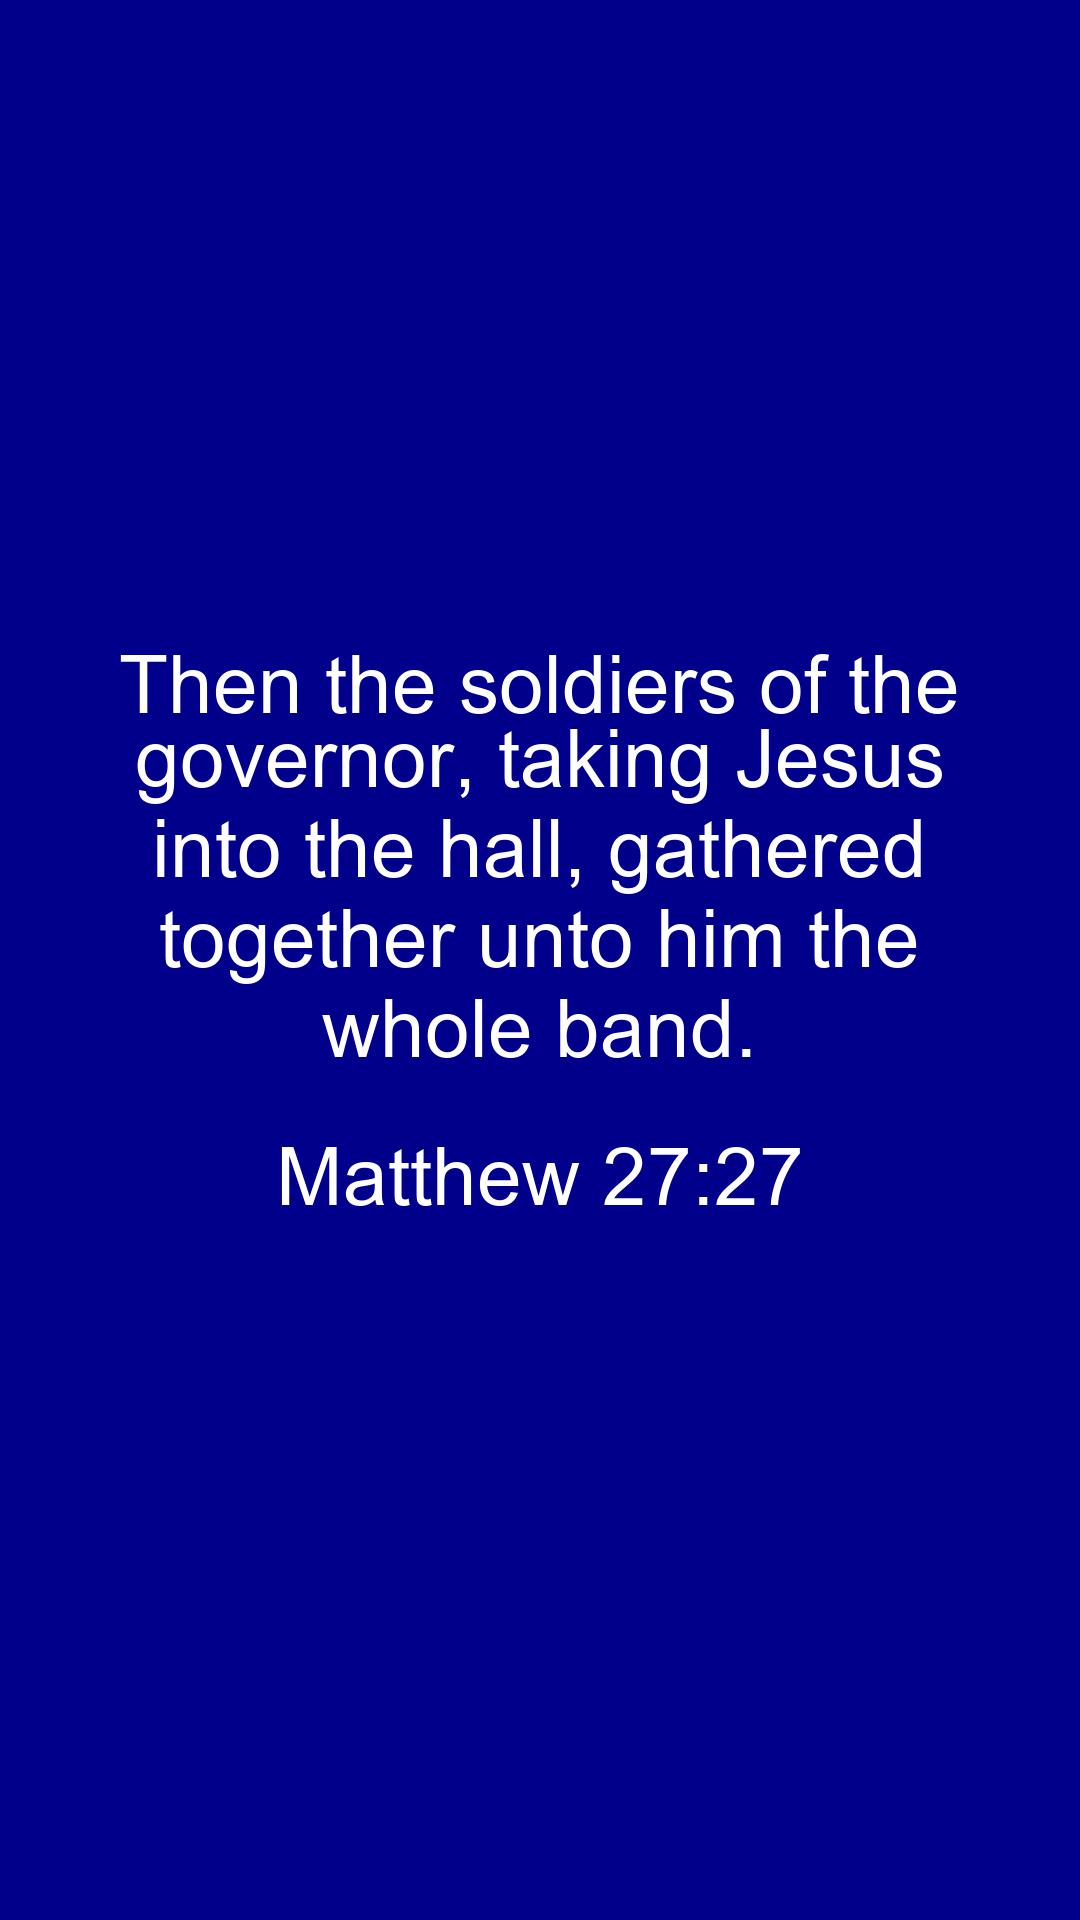 Then the soldiers of the
governor, taking Jesus
into the hall, gathered
together unto him the
whole band.
Matthew 27:27